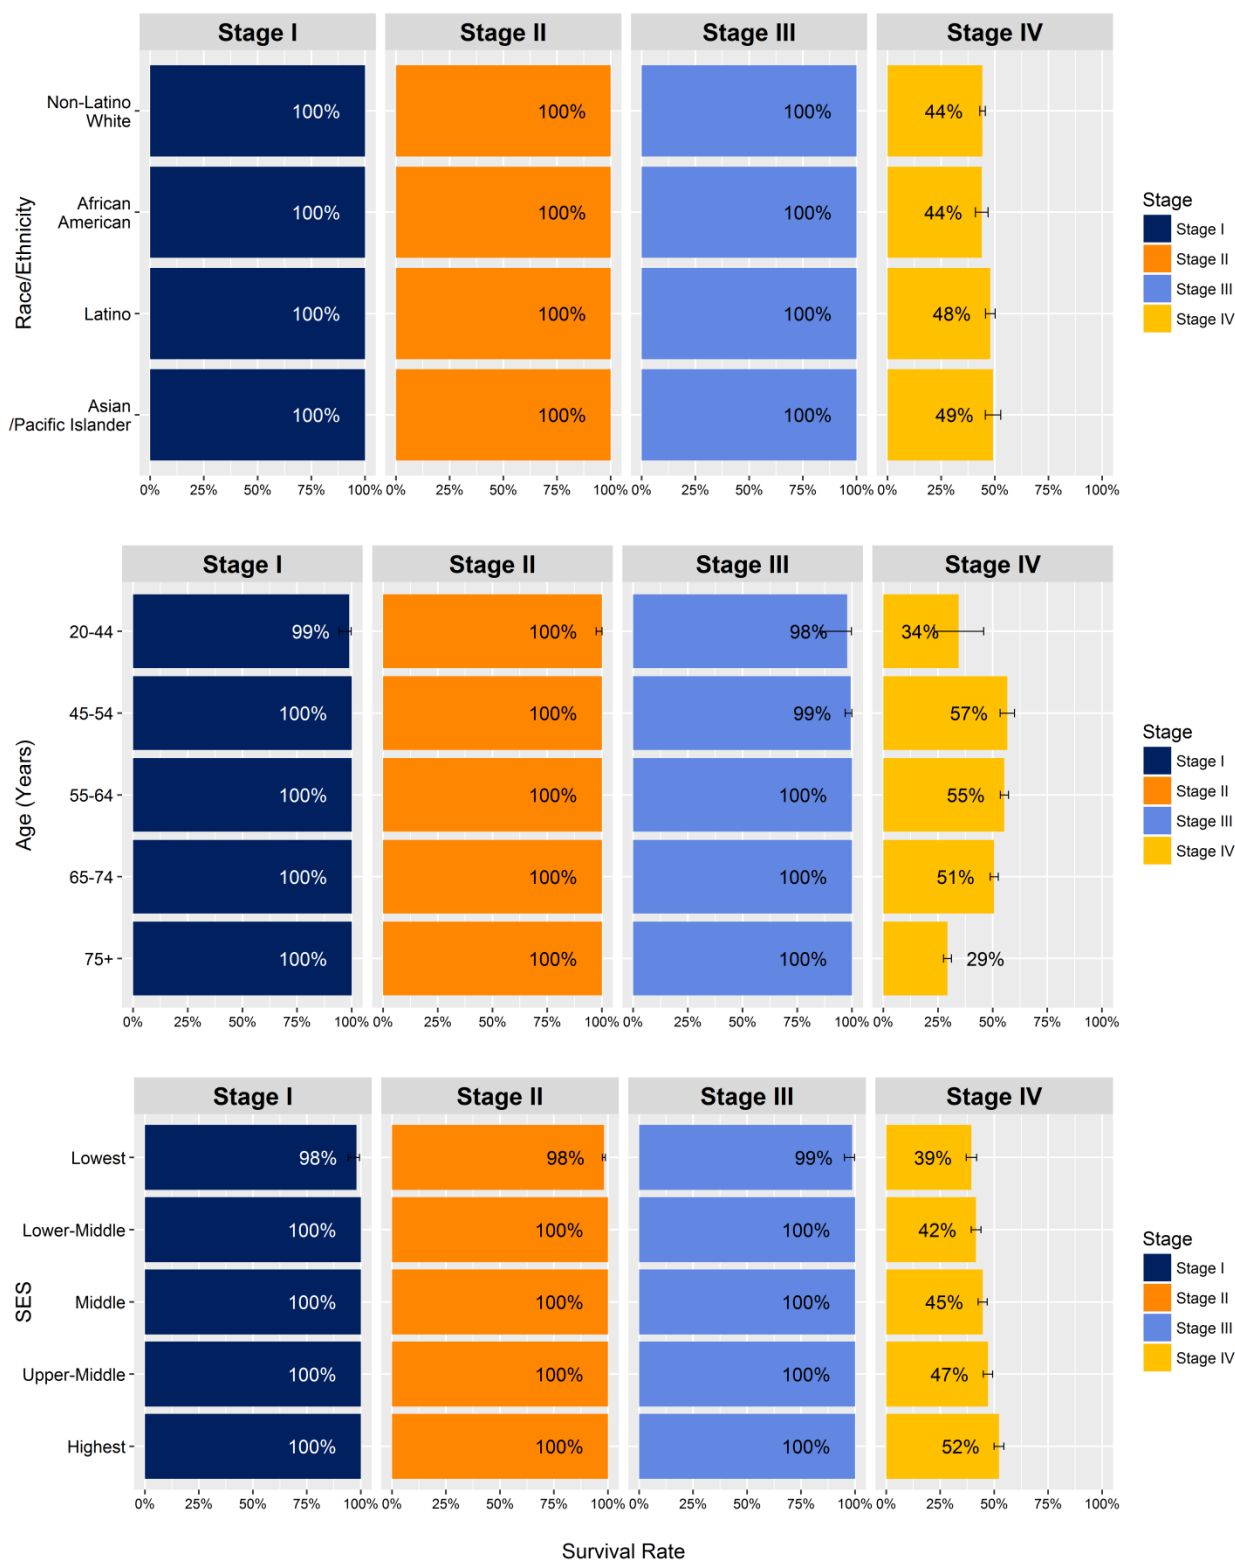 Stage I Stage II Stage III Stage IV
Race/Ethnicity
Non-Latino
White
100% 100% 100% 44%
African
American
100% 100% 100% 44%
Latino 100% 100% 100% 48%
Asian
/Pacific Islander
100% 100% 100% 49%
0% 25% 50% 75% 100% 0% 25% 50% 75% 100% 0% 25% 50% 75% 100% 0% 25% 50% 75% 100%
Stage
Stage I
Stage II
Stage III
Stage IV
Stage I Stage II Stage III Stage IV
Age (Years)
20-44 99% 100% 98% 34%
45-54 100% 100% 99% 57%
55-64 100% 100% 100% 55%
65-74 100% 100% 100% 51%
75+ 100% 100% 100% 29%
0% 25% 50% 75% 100% 0% 25% 50% 75% 100% 0% 25% 50% 75% 100% 0% 25% 50% 75% 100%
Stage
Stage I
Stage II
Stage III
Stage IV
Stage I Stage II Stage III Stage IV
SES
Lowest 98% 98% 99% 39%
Lower-Middle 100% 100% 100% 42%
Middle 100% 100% 100% 45%
Upper-Middle 100% 100% 100% 47%
Highest 100% 100% 100% 52%
0% 25% 50% 75% 100% 0% 25% 50% 75% 100% 0% 25% 50% 75% 100% 0% 25% 50% 75% 100%
Stage
Stage I
Stage II
Stage III
Stage IV
Survival Rate